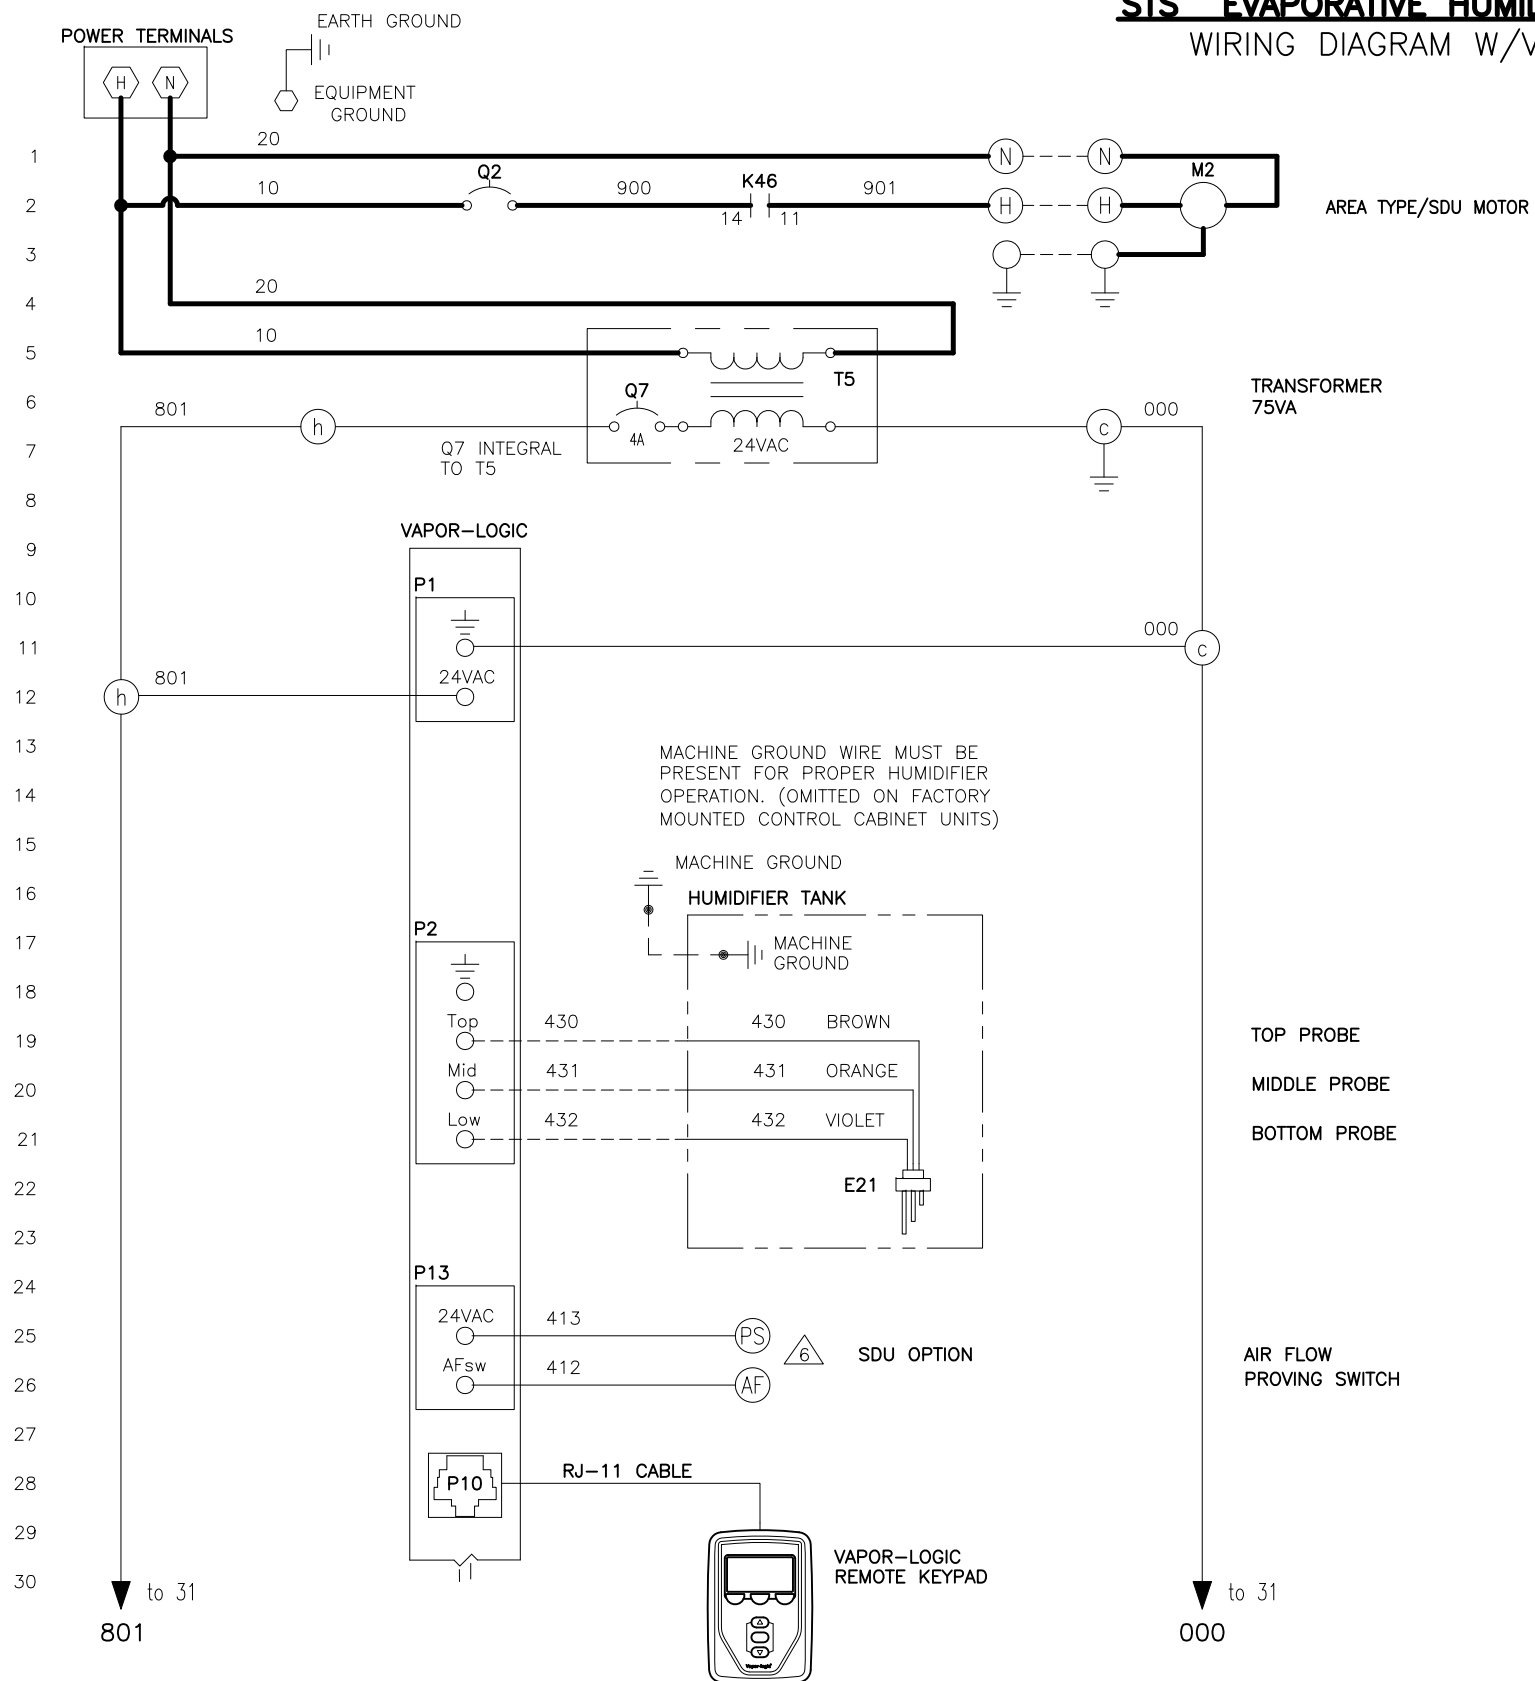 STS EVAPORATIVE
WIRING DIAGRAM
EARTH GROUND
POWER TERMINALS
H N
EQUIPMENT
GROUND
20
1 N N
Q2 M2
10 900 K46 901
2 H H AREA TYPE/SDU MOTOR
14 11
3
20
4
10
5
T5
TRANSFORMER
75VA
Q7
6
801 000
h 4A c
24VAC
7
Q7 INTEGRAL
TO T5
8
VAPOR-LOGIC
9
P1
10
000
11 c
801 24VAC
12 h
13
MACHINE GROUND WIRE MUST BE
PRESENT FOR PROPER HUMIDIFIER
14
OPERATION. (OMITTED ON FACTORY
MOUNTED CONTROL CABINET UNITS)
15
MACHINE GROUND
16
HUMIDIFIER TANK
P2
17
MACHINE
GROUND
18
Top 430 430 BROWN
19 TOP PROBE
Mid 431 431 ORANGE
20 MIDDLE PROBE
Low 432 432 VIOLET
21 BOTTOM PROBE
22 E21
23
24 P13
24VAC 413
25 PS
6 SDU OPTION AIR FLOW
AFsw 412
PROVING SWITCH
26 AF
27
RJ-11 CABLE
28 P10
29
VAPOR-LOGIC
REMOTE KEYPAD
30
to 31 to 31
801 000
Vapor-logic